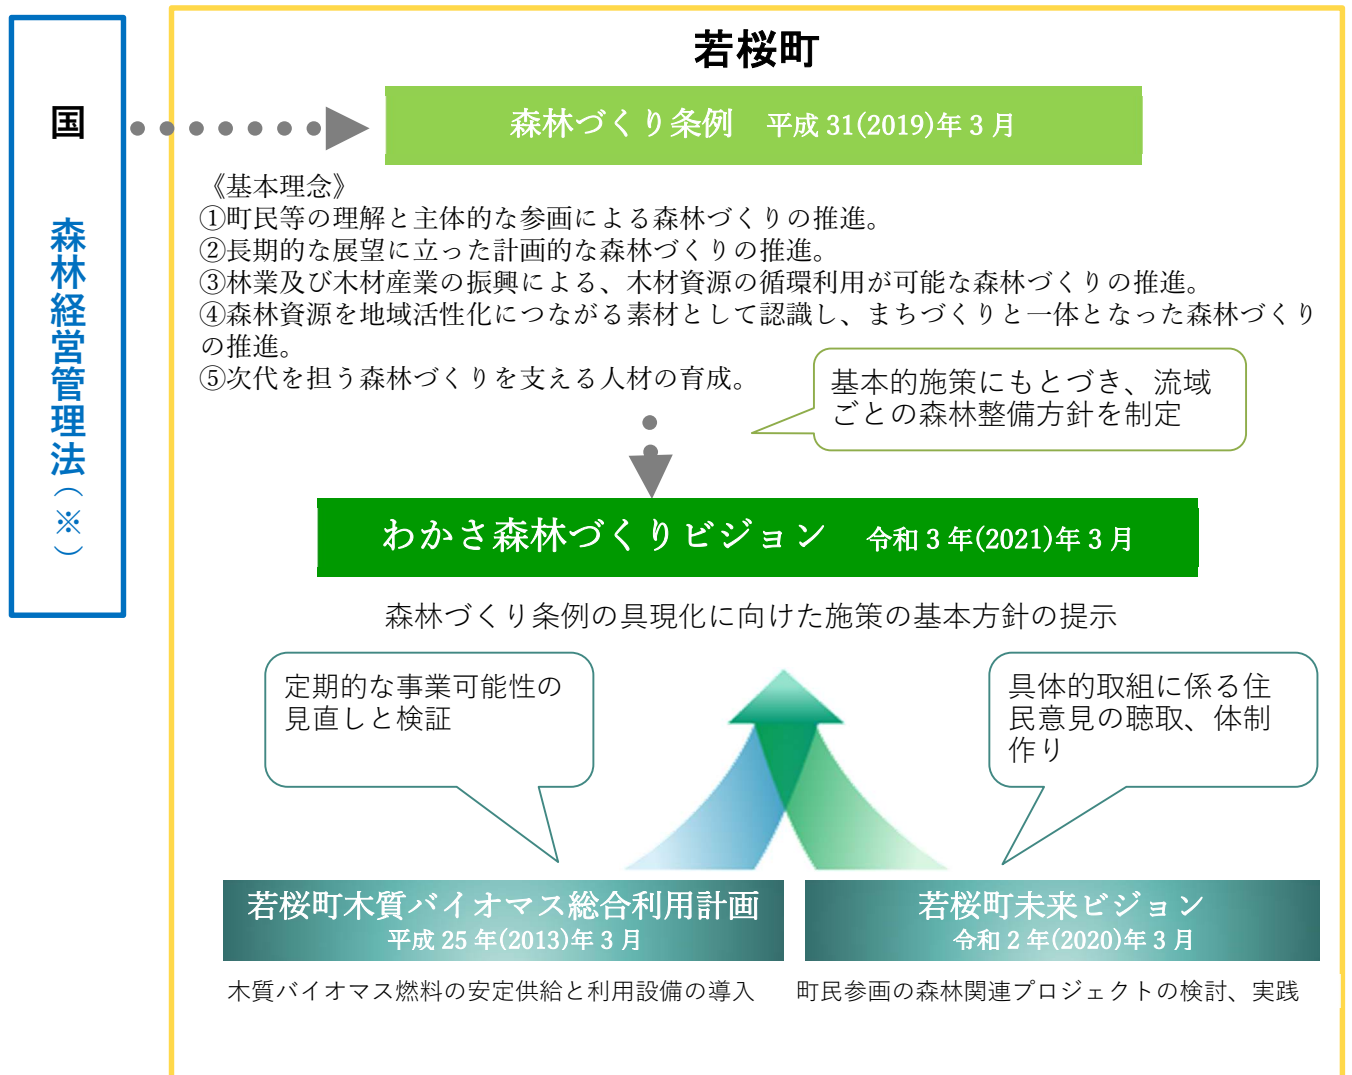 国
森林経営管理法(※)
若桜町
森林づくり条例 平成 31(2019)年 3 月
《基本理念》
①町民等の理解と主体的な参画による森林づくりの推進。
②長期的な展望に立った計画的な森林づくりの推進。
③林業及び木材産業の振興による、木材資源の循環利用が可能な森林づくりの推進。
④森林資源を地域活性化につながる素材として認識し、まちづくりと一体となった森林づくり
の推進。
⑤次代を担う森林づくりを支える人材の育成。
基本的施策にもとづき、流域
ごとの森林整備方針を制定
わかさ森林づくりビジョン 令和 3 年(2021)年 3 月
森林づくり条例の具現化に向けた施策の基本方針の提示
定期的な事業可能性の
見直しと検証
具体的取組に係る住
民意見の聴取、体制
作り
若桜町木質バイオマス総合利用計画
平成 25 年(2013)年 3 月
若桜町未来ビジョン
令和 2 年(2020)年 3 月
木質バイオマス燃料の安定供給と利用設備の導入
町民参画の森林関連プロジェクトの検討、実践